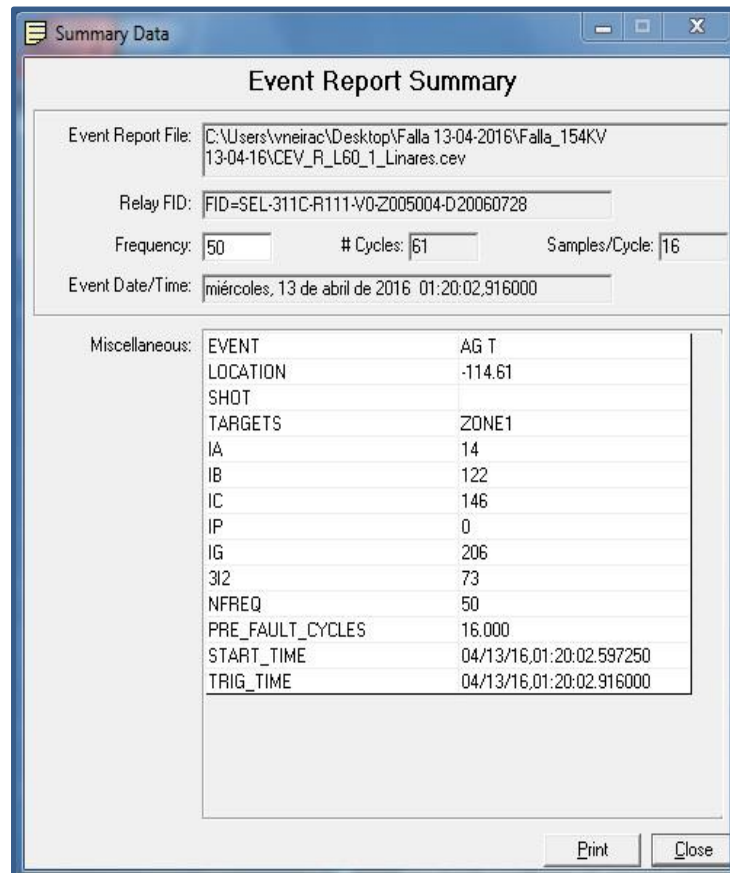 Summary Data
Event Report Summary
Event Report File: C:\Users\vneirac\Desktop\Falla 13-04-2016\Falla_154KV
13-04-16\CEV_R_L60_1_Linares.cev
Relay FID: FID=SEL-311C-R111-V0-Z005004-D20060728
Frequency: 50 # Cycles: 61 Samples/Cycle: 16
Event Date/Time: miércoles, 13 de abril de 2016 01:20:02,916000
Miscellaneous: EVENT AG T
LOCATION -114.61
SHOT
TARGETS ZONE1
IA 14
IB 122
IC 146
IP 0
IG 206
3I2 73
NFREQ 50
PRE_FAULT_CYCLES 16.000
START_TIME 04/13/16,01:20:02.597250
TRIG_TIME 04/13/16,01:20:02.916000
Print Close